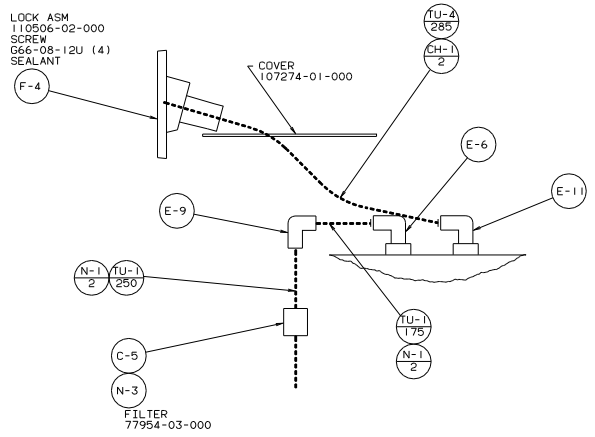 LOCK ASM
110506-02-000
SCREW
G66-08-12U (4)
SEALANT
F-4
TU-4
285
CH-1
2
COVER
107274-01-000
E-6
E-11
E-9
N-1
2
TU-1
250
TU-1
175
N-1
2
C-5
N-3
FILTER
77954-03-000